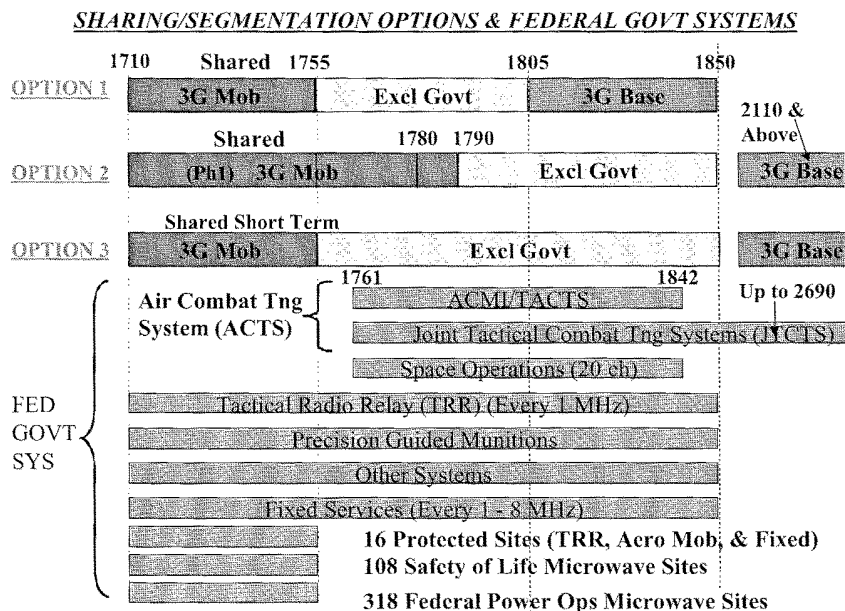 SHARING/SEGMENTATION OPTIONS & FEDERAL GOVT SYSTEMS
1710 Shared 1755 1805 1850
OPTION 1 3G Mob Excl Govt 3G Base
Shared 1780 1790 2110 & Above
OPTION 2 (Ph1) 3G Mob Excl Govt 3G Base
Shared Short Term
OPTION 3 3G Mob Excl Govt 3G Base
1761 1842
Air Combat Tng System (ACTS)
ACMI/TACTS
Up to 2690
Joint Tactical Combat Tng Systems (JTCTS)
Space Operations (20 ch)
FED GOVT SYS
Tactical Radio Relay (TRR) (Every 1 MHz)
Precision Guided Munitions
Other Systems
Fixed Services (Every 1 - 8 MHz)
16 Protected Sites (TRR, Aero Mob, & Fixed)
108 Safety of Life Microwave Sites
318 Federal Power Ops Microwave Sites